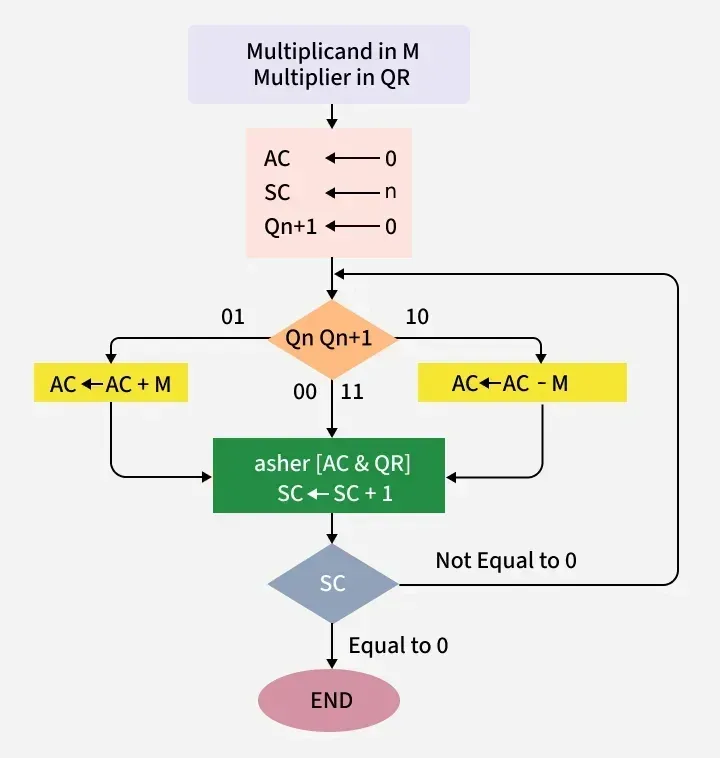 Multiplicand in M
Multiplier in QR
AC ← 0
SC ← n
Qn+1 ← 0
01
Qn Qn+1
10
AC ← AC + M
AC ← AC - M
00
11
asher [AC & QR]
SC ← SC + 1
Not Equal to 0
SC
Equal to 0
END